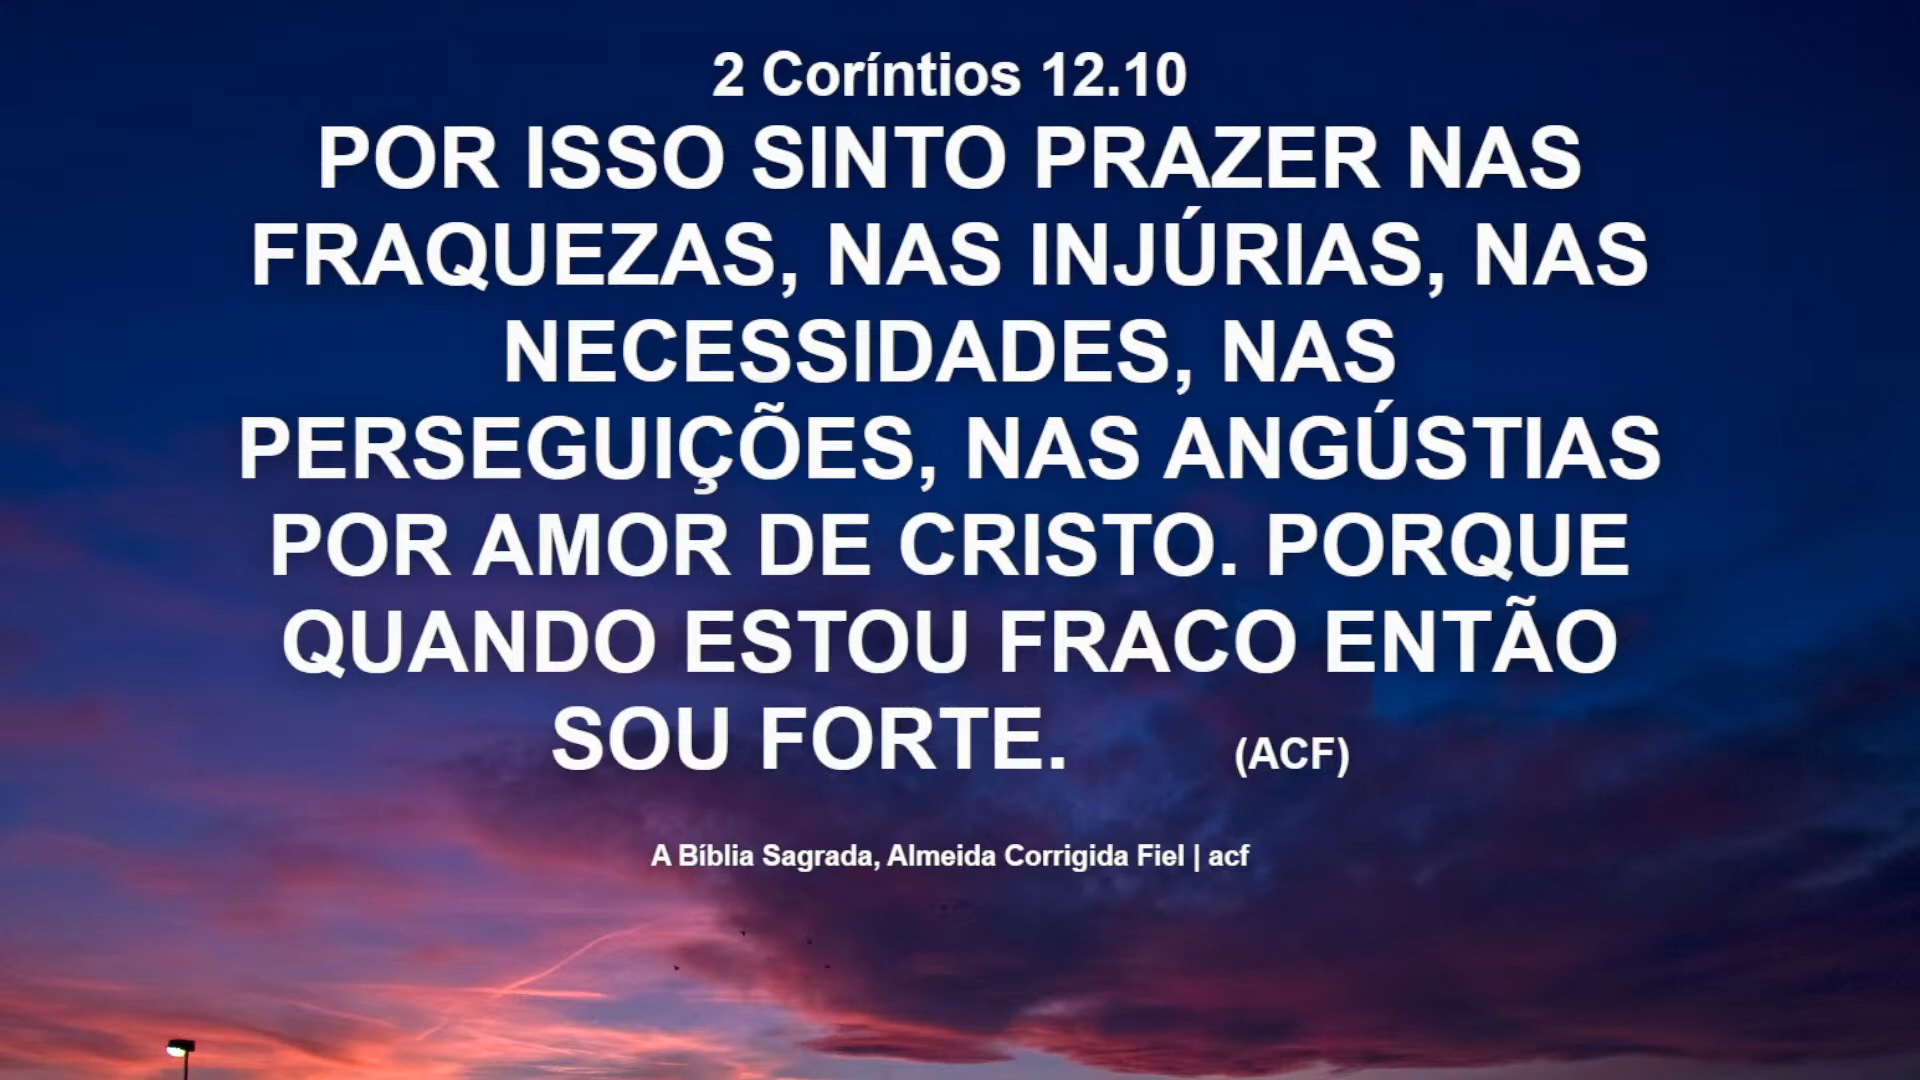 2 Coríntios 12.10
POR ISSO SINTO PRAZER NAS
FRAQUEZAS, NAS INJÚRIAS, NAS
NECESSIDADES, NAS
PERSEGUIÇÕES, NAS ANGÚSTIAS
POR AMOR DE CRISTO. PORQUE
QUANDO ESTOU FRACO ENTÃO
SOU FORTE. (ACF)
A Bíblia Sagrada, Almeida Corrigida Fiel | acf